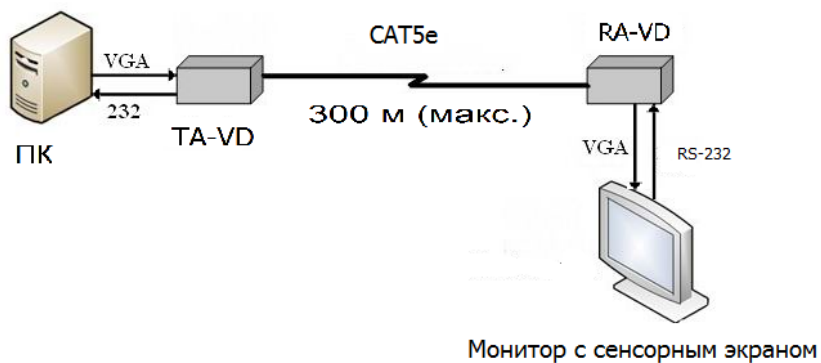 CAT5e
RA-VD
VGA
232
300 м (макс.)
TA-VD
ПК
VGA
RS-232
Монитор с сенсорным экраном